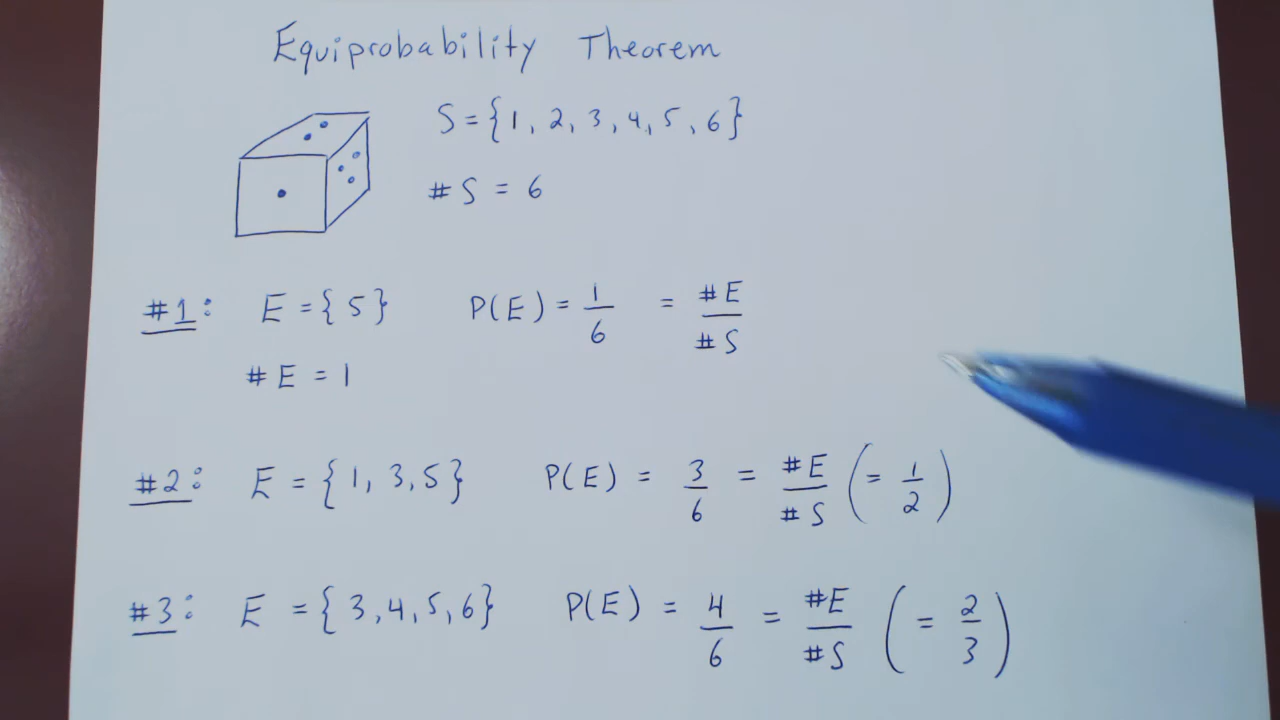 Equiprobability Theorem
S = {1, 2, 3, 4, 5, 6}
# S = 6
#1: E = {5} P(E) = 1/6 = #E/#S
# E = 1
#2: E = {1, 3, 5} P(E) = 3/6 = #E/#S (= 1/2)
#3: E = {3, 4, 5, 6} P(E) = 4/6 = #E/#S (= 2/3)